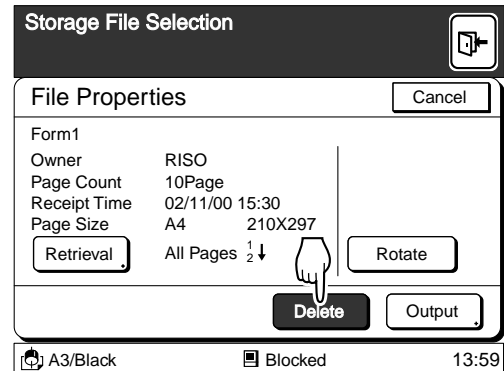 Storage File Selection
File Properties Cancel
Form1
Owner RISO
Page Count 10Page
Receipt Time 02/11/00 15:30
Page Size A4 210X297
Retrieval All Pages 1 2 Rotate
Delete Output
A3/Black Blocked 13:59